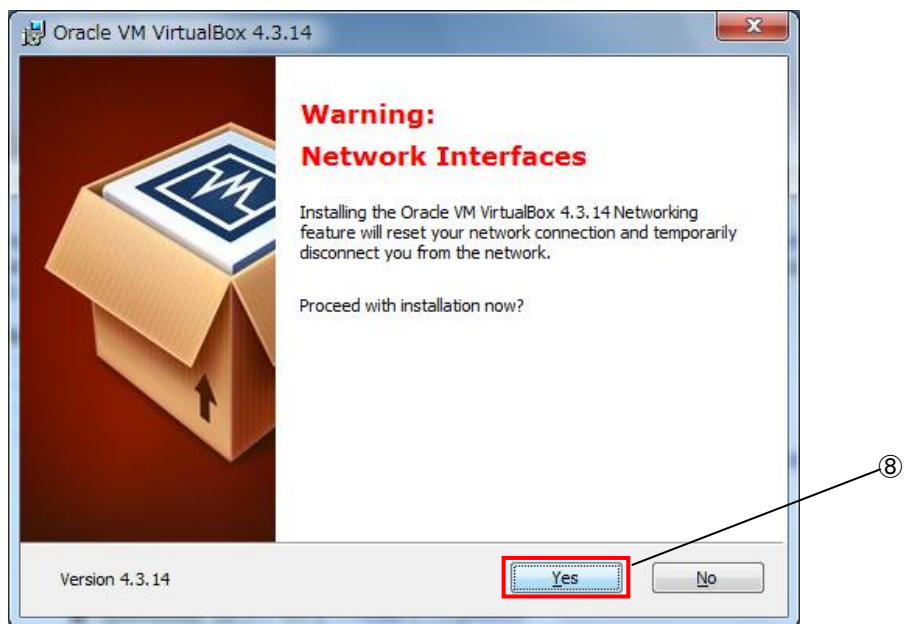 Oracle VM VirtualBox 4.3.14
Warning:
Network Interfaces
Installing the Oracle VM VirtualBox 4.3.14 Networking
feature will reset your network connection and temporarily
disconnect you from the network.
Proceed with installation now?
⑧
Version 4.3.14
Yes
No